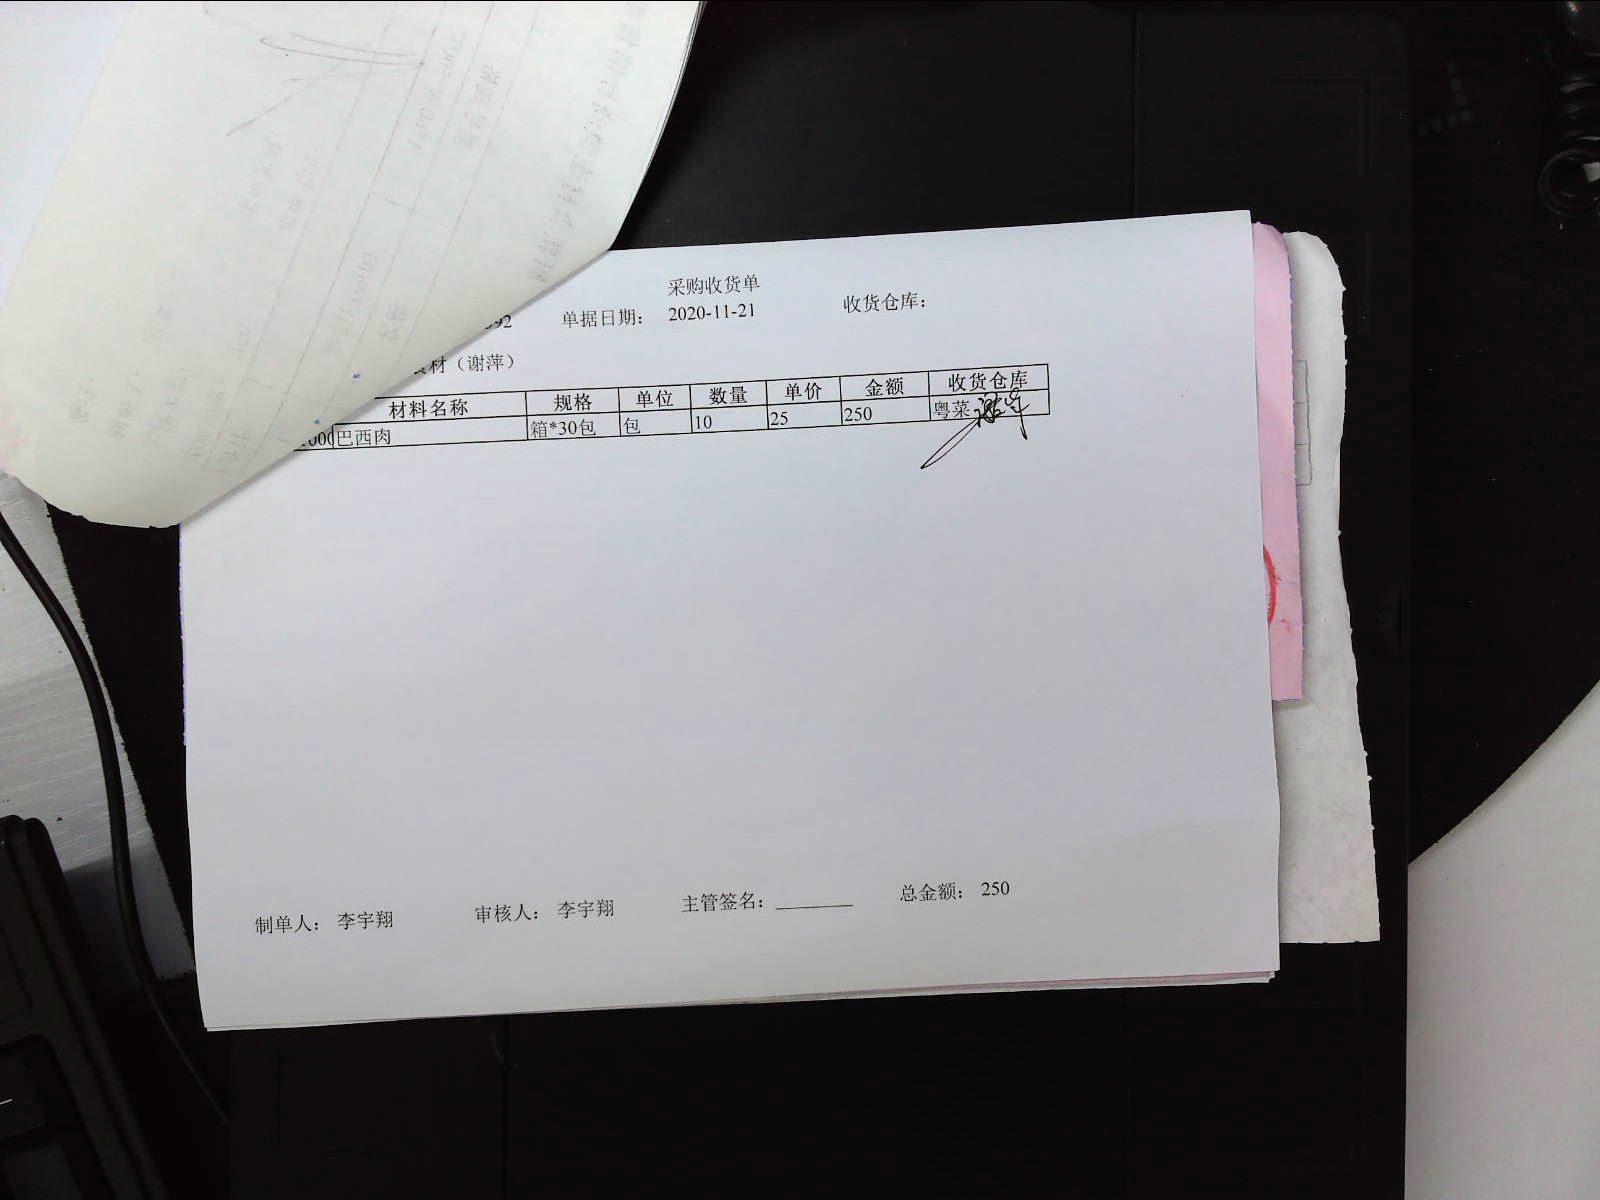 采购收货单
92 单据日期: 2020-11-21 收货仓库:
材（谢萍）
材料名称 规格 单位 数量 单价 金额 收货仓库
000 巴西肉 箱*30包 包 10 25 250 粤菜
制单人: 李宇翔 审核人: 李宇翔 主管签名: 总金额: 250